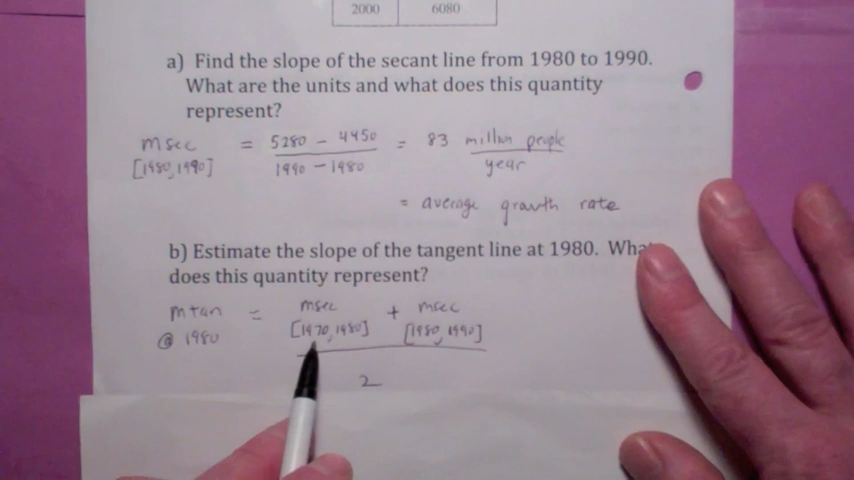 2000 6080
a) Find the slope of the secant line from 1980 to 1990.
What are the units and what does this quantity
represent?
msec = 5280 - 4450 = 83 million people
[1980,1990] 1990 - 1980 year
= average growth rate
b) Estimate the slope of the tangent line at 1980.
does this quantity represent?
mtan = msec + msec
@ 1980 [1970,1980] [1980,1990]
2